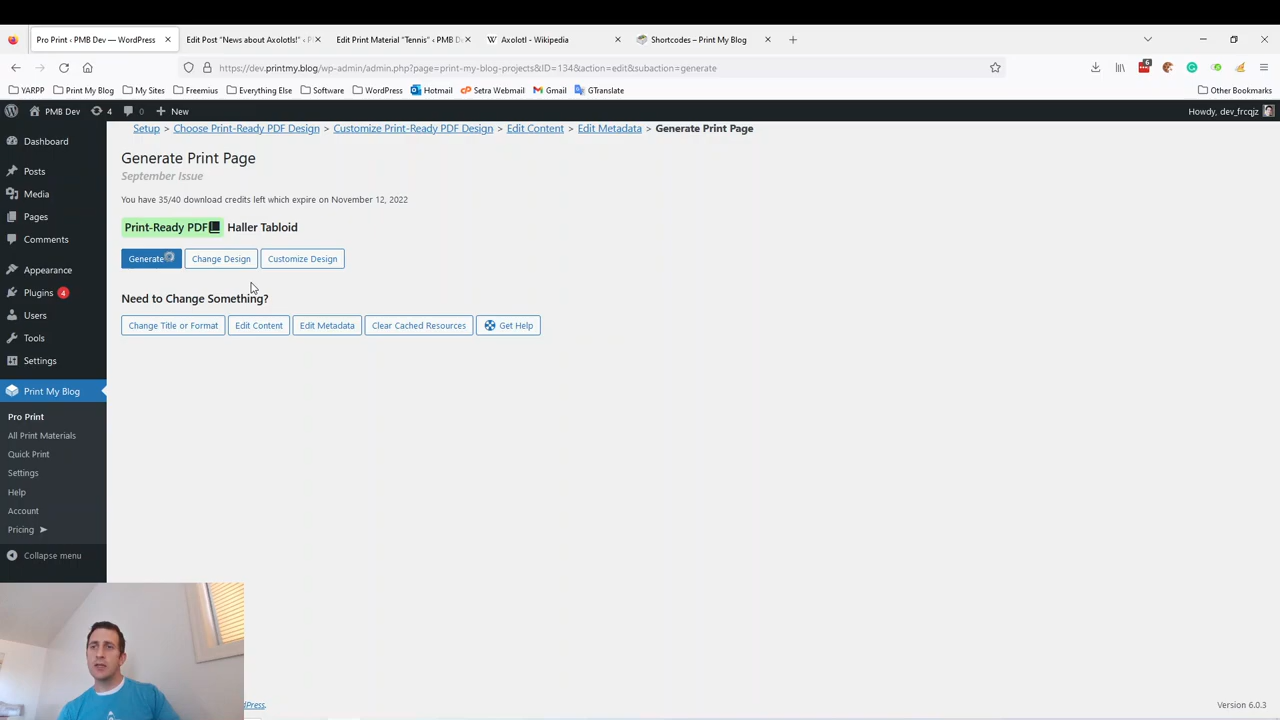 Pro Print ‹ PMB Dev — WordPress
Edit Post “News about Axolotls!” ‹ P
Edit Print Material “Tennis” ‹ PMB D
Axolotl - Wikipedia
Shortcodes – Print My Blog
https://dev.printmy.blog/wp-admin/admin.php?page=print-my-blog-projects&ID=134&action=edit&subaction=generate
6
YARPP
Print My Blog
My Sites
Freemius
Everything Else
Software
WordPress
Hotmail
Setra Webmail
Gmail
GTranslate
Other Bookmarks
PMB Dev
4
0
New
Howdy, dev_frcqjz
Setup > Choose Print-Ready PDF Design > Customize Print-Ready PDF Design > Edit Content > Edit Metadata > Generate Print Page
Dashboard
Posts
Media
Pages
Comments
Appearance
Plugins 4
Users
Tools
Settings
Print My Blog
Pro Print
All Print Materials
Quick Print
Settings
Help
Account
Pricing ➤
Collapse menu
Generate Print Page
September Issue
You have 35/40 download credits left which expire on November 12, 2022
Print-Ready PDF Haller Tabloid
Generate
Change Design
Customize Design
Need to Change Something?
Change Title or Format
Edit Content
Edit Metadata
Clear Cached Resources
Get Help
Press.
Version 6.0.3